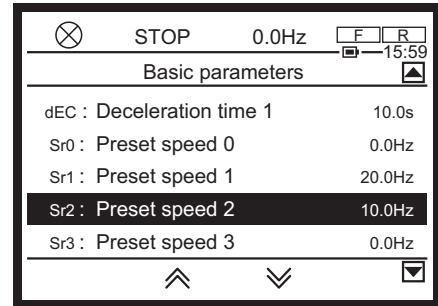 STOP 0.0Hz F R
15:59
Basic parameters
dEC : Deceleration time 1 10.0s
Sr0 : Preset speed 0 0.0Hz
Sr1 : Preset speed 1 20.0Hz
Sr2 : Preset speed 2 10.0Hz
Sr3 : Preset speed 3 0.0Hz